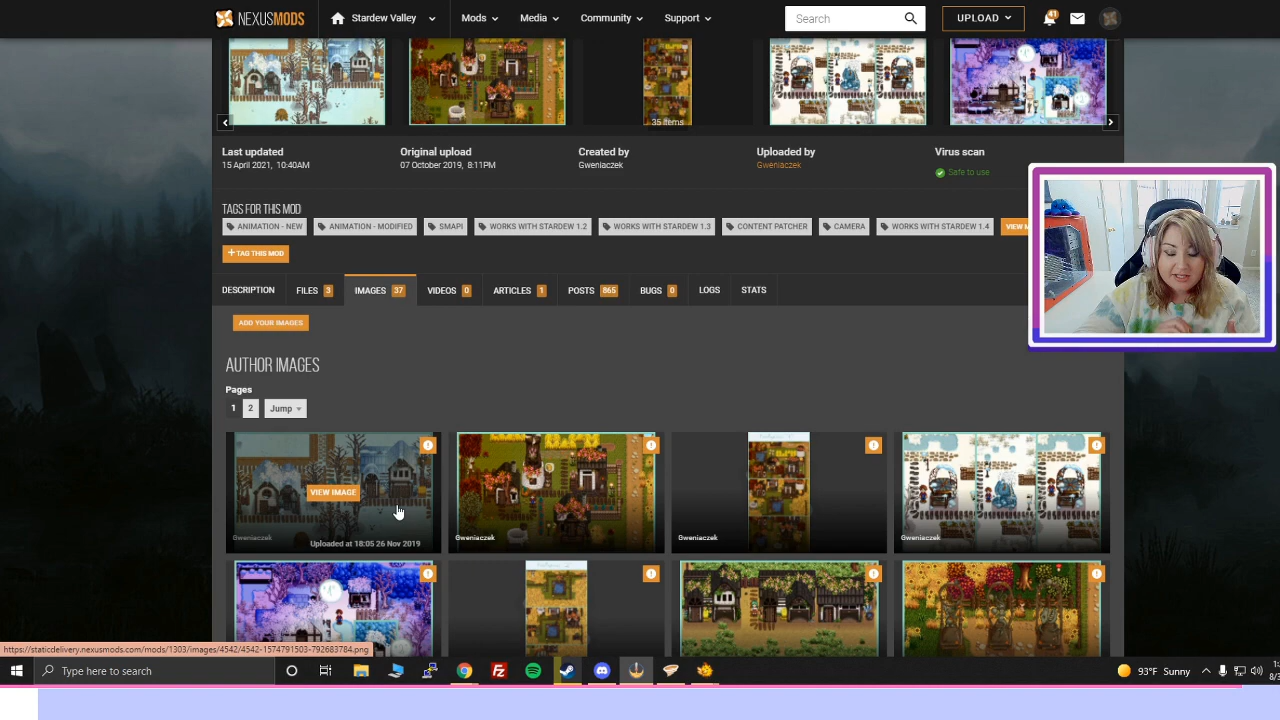 NEXUSMODS
Stardew Valley
Mods
Media
Community
Support
Search
UPLOAD
41
35 items
Last updated
15 April 2021, 10:40AM
Original upload
07 October 2019, 8:11PM
Created by
Gweniaczek
Uploaded by
Gweniaczek
Virus scan
Safe to use
TAGS FOR THIS MOD
ANIMATION - NEW
ANIMATION - MODIFIED
SMAPI
WORKS WITH STARDEW 1.2
WORKS WITH STARDEW 1.3
CONTENT PATCHER
CAMERA
WORKS WITH STARDEW 1.4
VIEW M
+ TAG THIS MOD
DESCRIPTION
FILES 3
IMAGES 37
VIDEOS 0
ARTICLES 1
POSTS 865
BUGS 0
LOGS
STATS
ADD YOUR IMAGES
AUTHOR IMAGES
Pages
1
2
Jump
VIEW IMAGE
Gweniaczek
Uploaded at 18:05 26 Nov 2019
Gweniaczek
Gweniaczek
Gweniaczek
https://staticdelivery.nexusmods.com/mods/1303/images/4542/4542-1574791503-792683784.png
Type here to search
93°F Sunny